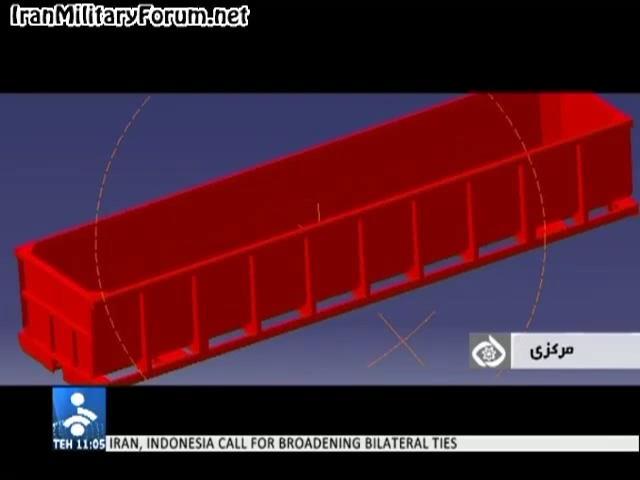 IranMilitaryForum.net
مرکزی
TEH 11:05 IRAN, INDONESIA CALL FOR BROADENING BILATERAL TIES